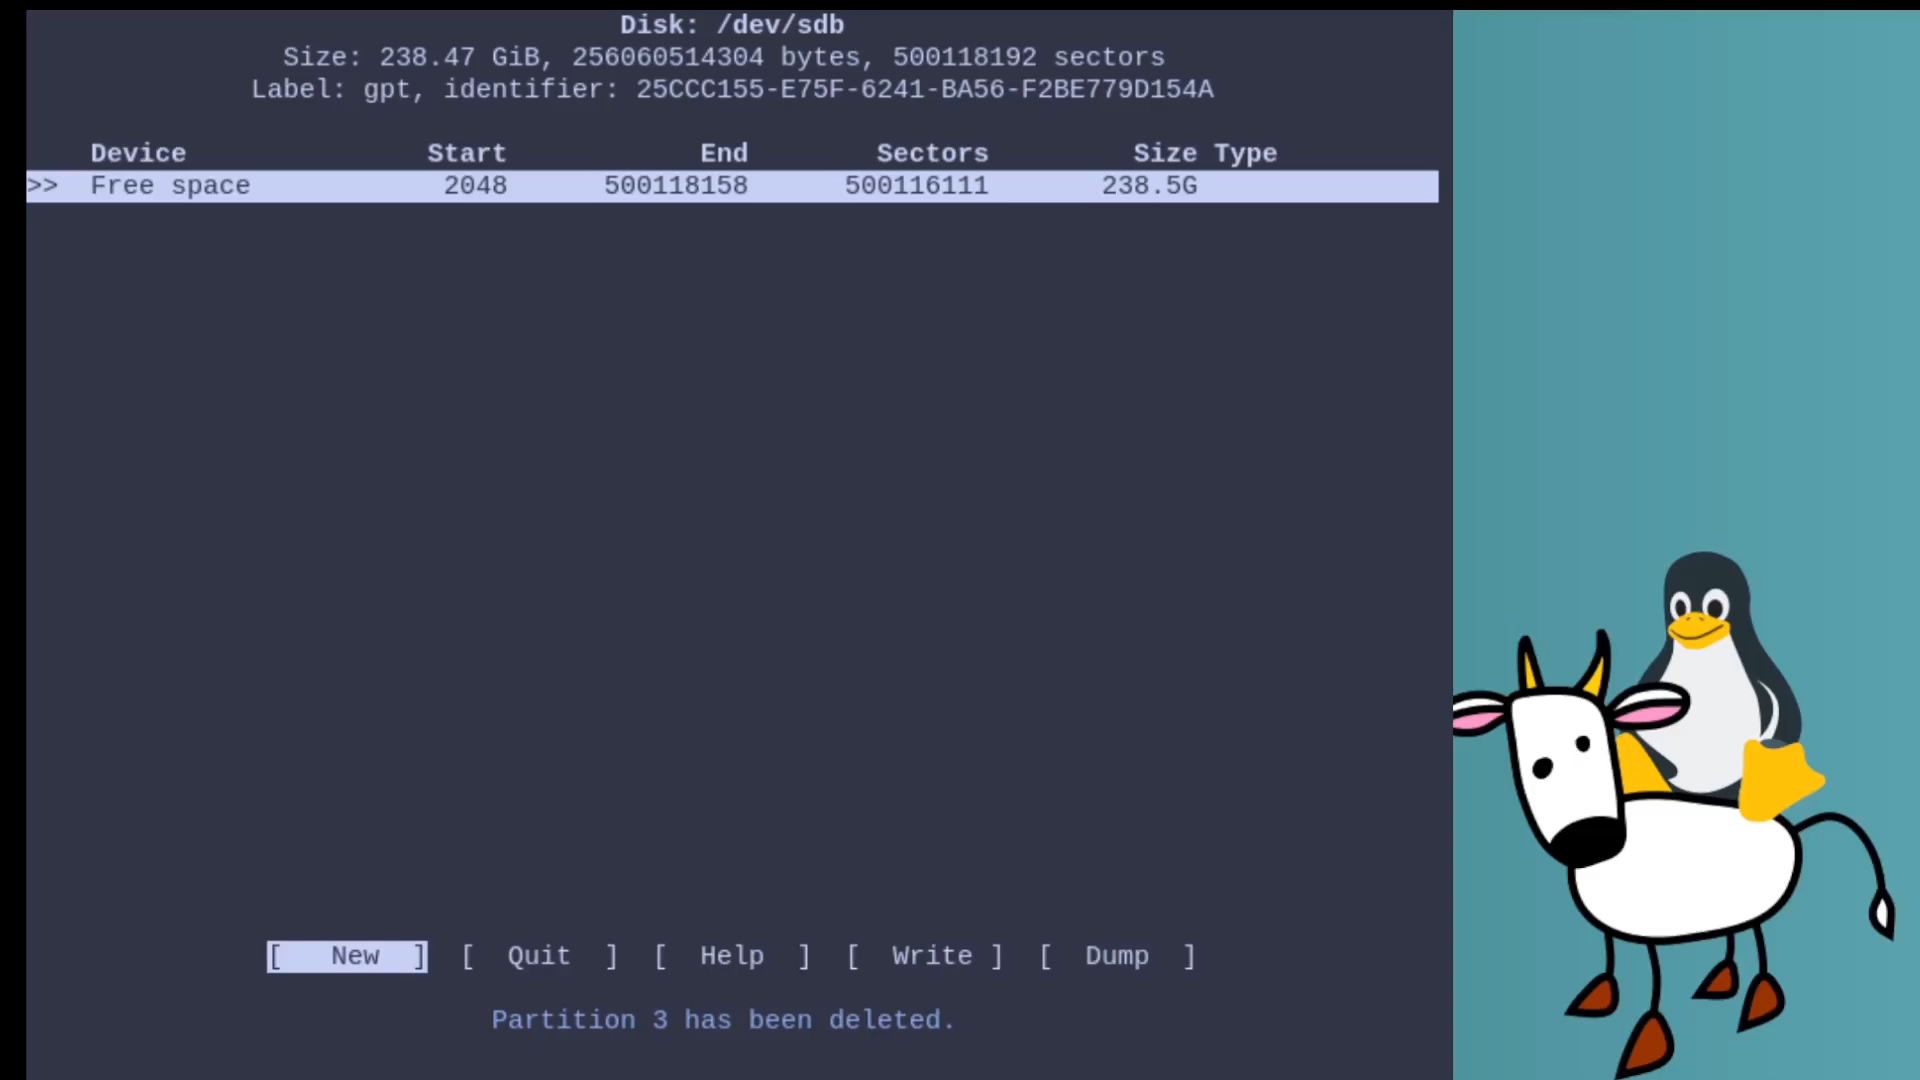 Disk: /dev/sdb
Size: 238.47 GiB, 256060514304 bytes, 500118192 sectors
Label: gpt, identifier: 25CCC155-E75F-6241-BA56-F2BE779D154A
Device Start End Sectors Size Type
>> Free space 2048 500118158 500116111 238.5G
[ New ] [ Quit ] [ Help ] [ Write ] [ Dump ]
Partition 3 has been deleted.